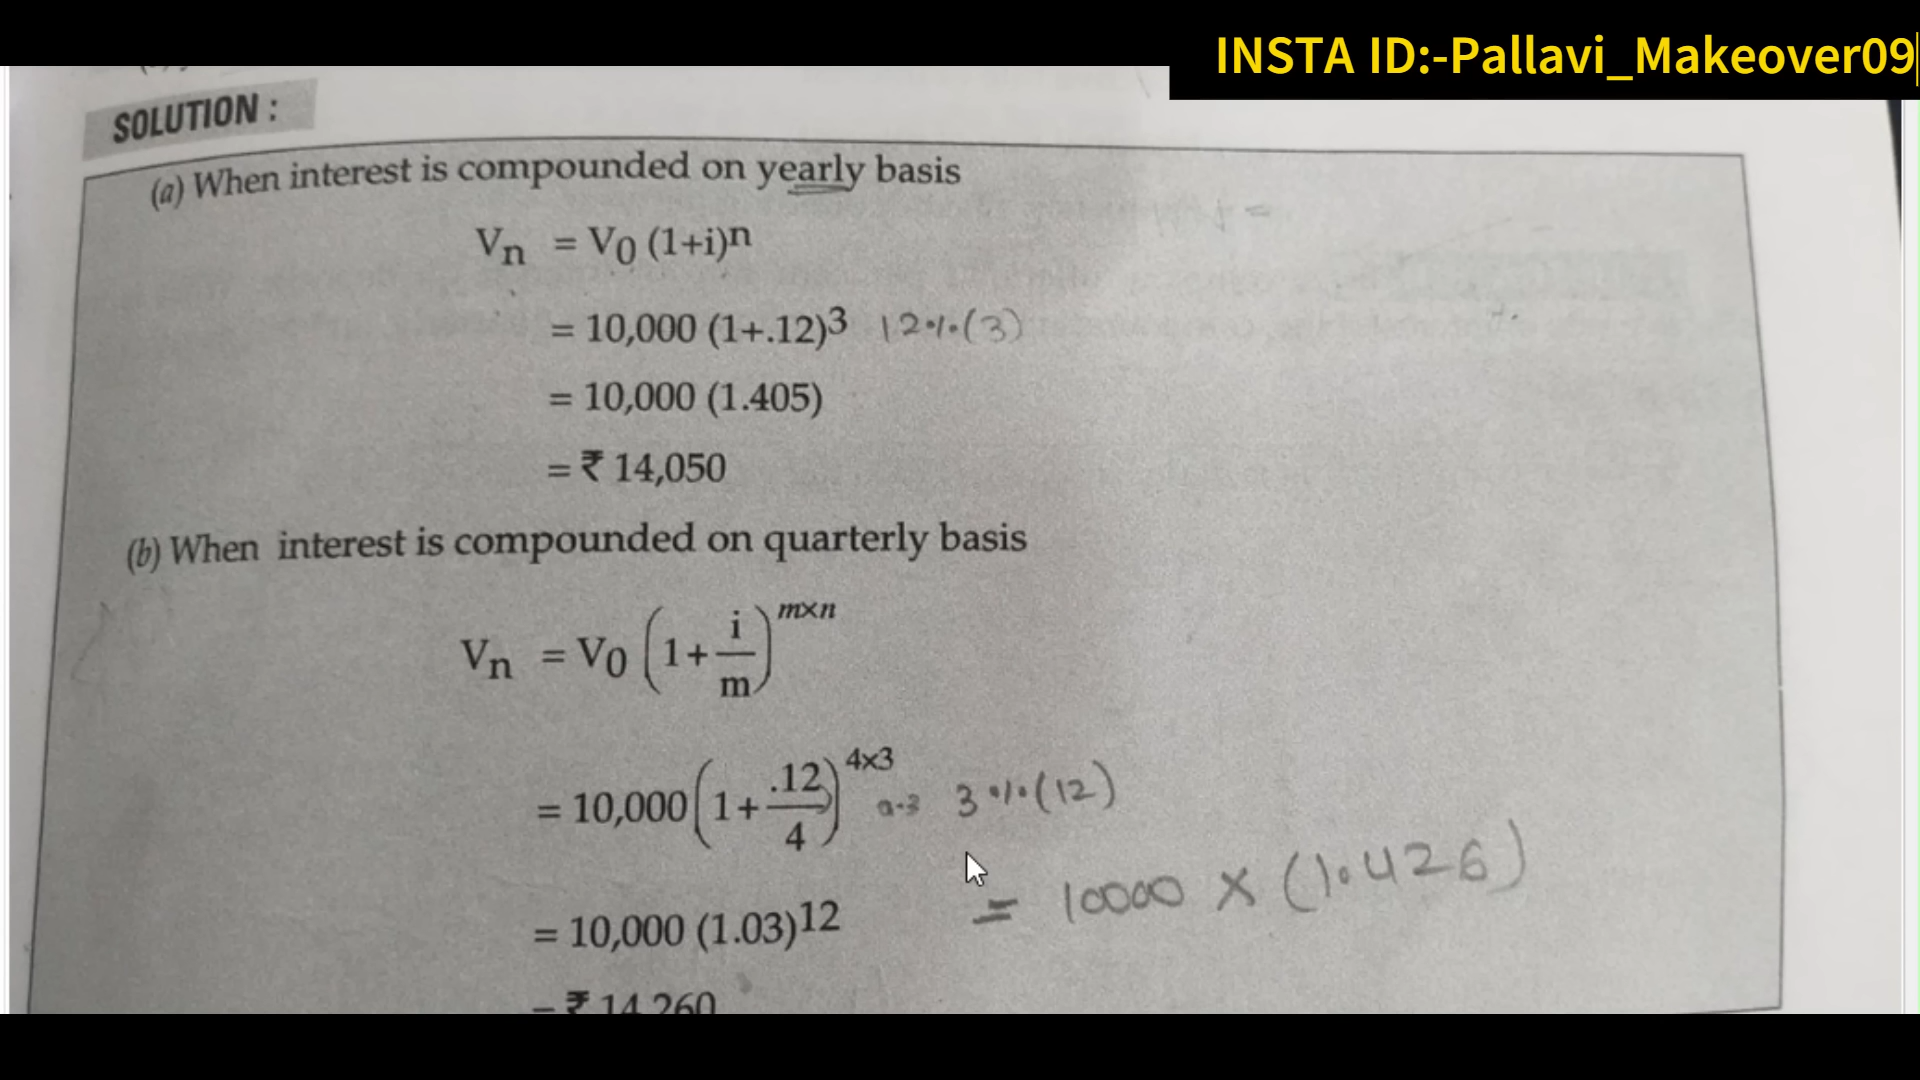 INSTA ID:-Pallavi_Makeover09
SOLUTION :
(a) When interest is compounded on yearly basis
Vn = V0 (1+i)n
= 10,000 (1+.12)3 12%(3)
= 10,000 (1.405)
= ₹ 14,050
(b) When interest is compounded on quarterly basis
Vn = V0 (1+i/m)m×n
= 10,000(1+.12/4)4×3 3%(12)
= 10000 × (1.426)
= 10,000 (1.03)12
= ₹ 14,260